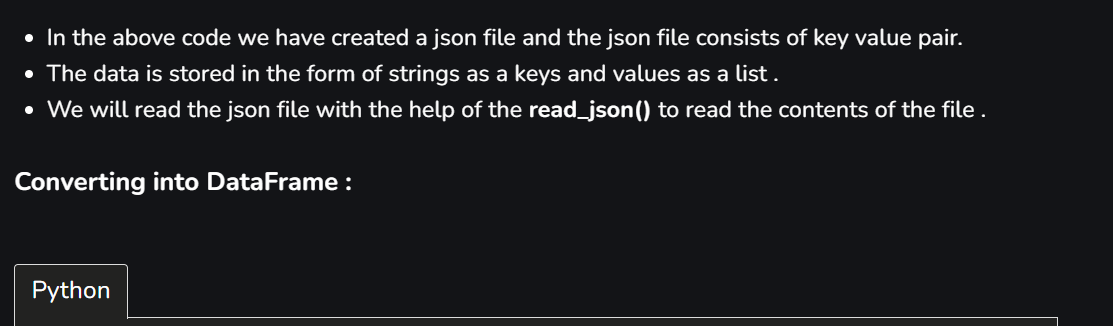 • In the above code we have created a json file and the json file consists of key value pair.
• The data is stored in the form of strings as a keys and values as a list .
• We will read the json file with the help of the read_json() to read the contents of the file .
Converting into DataFrame :
Python